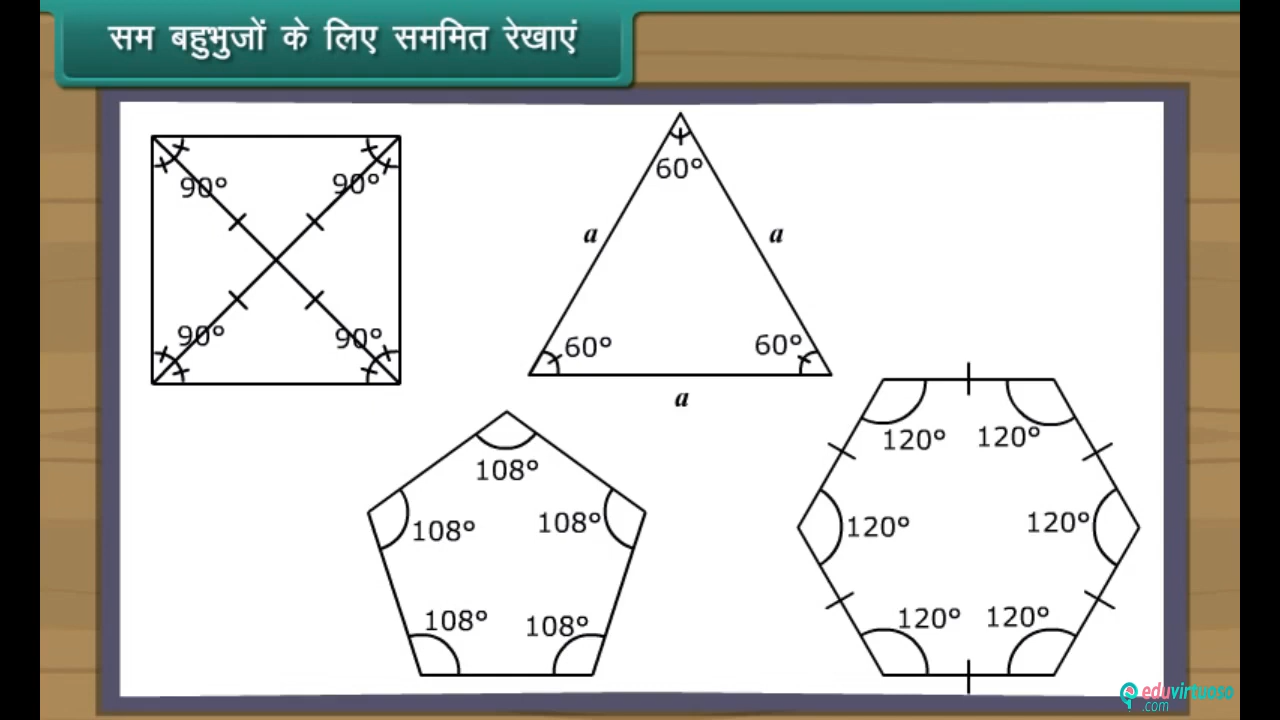 सम बहुभुजों के लिए सममित रेखाएं
90° 90°
90° 90°
60°
a a
60° 60°
a
108°
108° 108°
108° 108°
120° 120°
120° 120°
120° 120°
eduvirtuoso
.com